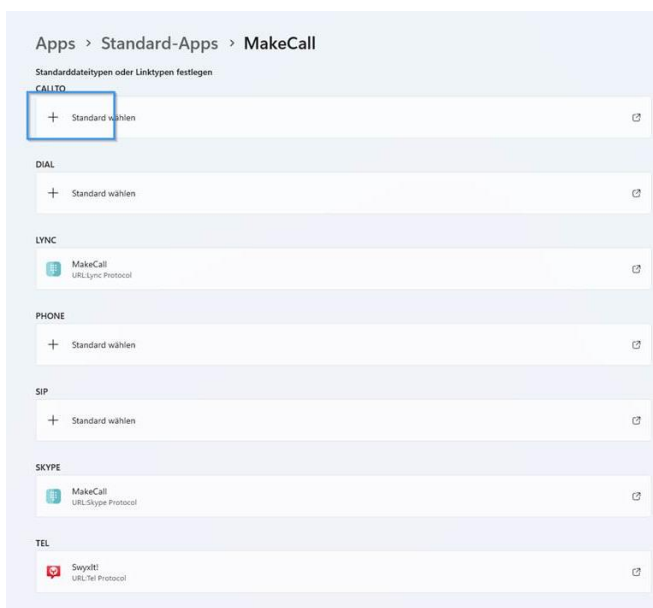 Apps > Standard-Apps > MakeCall
Standarddateitypen oder Linktypen festlegen
CALLTO
Standard wählen
DIAL
Standard wählen
LYNC
MakeCall
URL:Lync Protocol
PHONE
Standard wählen
SIP
Standard wählen
SKYPE
MakeCall
URL:Skype Protocol
TEL
SwyxIt!
URL:Tel Protocol